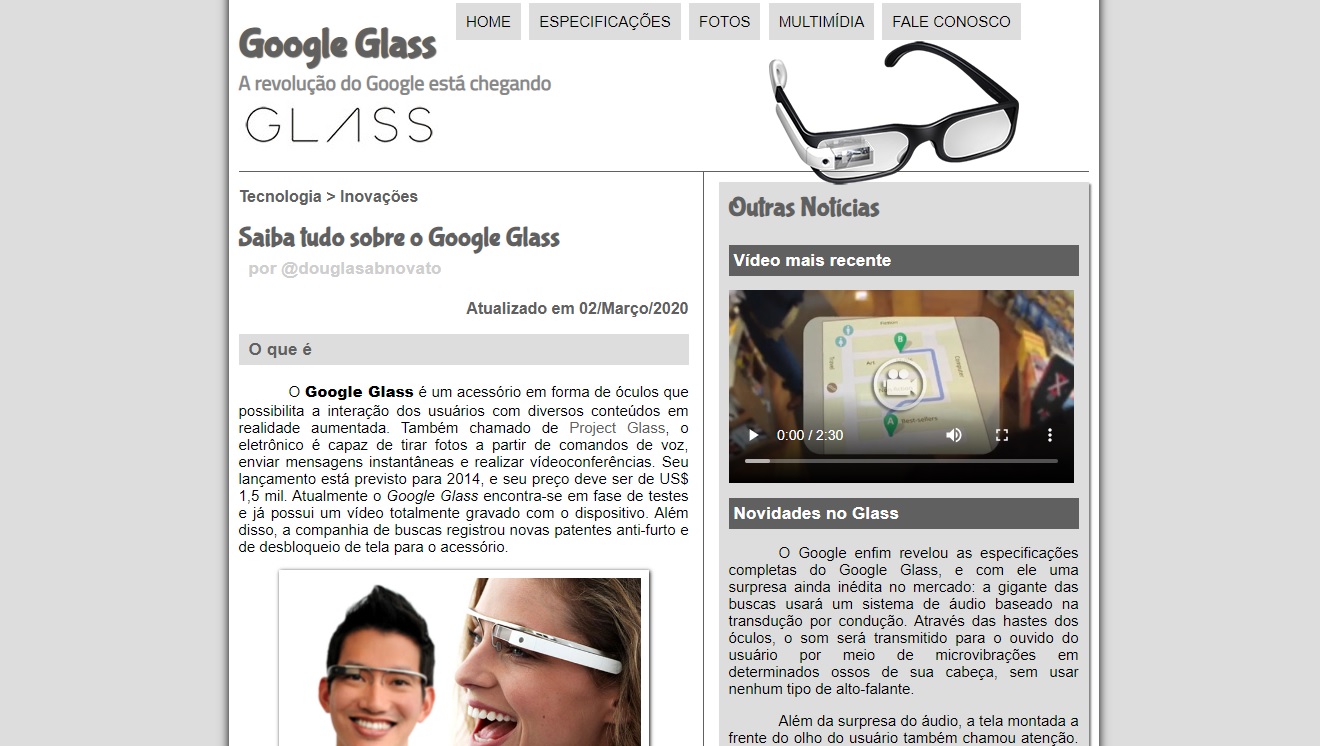 HOME
ESPECIFICAÇÕES
FOTOS
MULTIMÍDIA
FALE CONOSCO
Google Glass
A revolução do Google está chegando
GLASS
Tecnologia > Inovações
Saiba tudo sobre o Google Glass
por @douglasabnovato
Atualizado em 02/Março/2020
O que é
O Google Glass é um acessório em forma de óculos que
possibilita a interação dos usuários com diversos conteúdos em
realidade aumentada. Também chamado de Project Glass, o
eletrônico é capaz de tirar fotos a partir de comandos de voz,
enviar mensagens instantâneas e realizar vídeoconferências. Seu
lançamento está previsto para 2014, e seu preço deve ser de US$
1,5 mil. Atualmente o Google Glass encontra-se em fase de testes
e já possui um vídeo totalmente gravado com o dispositivo. Além
disso, a companhia de buscas registrou novas patentes anti-furto e
de desbloqueio de tela para o acessório.
Outras Notícias
Vídeo mais recente
B
Computer
Travel
Art
A
Best sellers
0:00 / 2:30
Novidades no Glass
O Google enfim revelou as especificações
completas do Google Glass, e com ele uma
surpresa ainda inédita no mercado: a gigante das
buscas usará um sistema de áudio baseado na
transdução por condução. Através das hastes dos
óculos, o som será transmitido para o ouvido do
usuário por meio de microvibrações em
determinados ossos de sua cabeça, sem usar
nenhum tipo de alto-falante.
Além da surpresa do áudio, a tela montada a
frente do olho do usuário também chamou atenção.